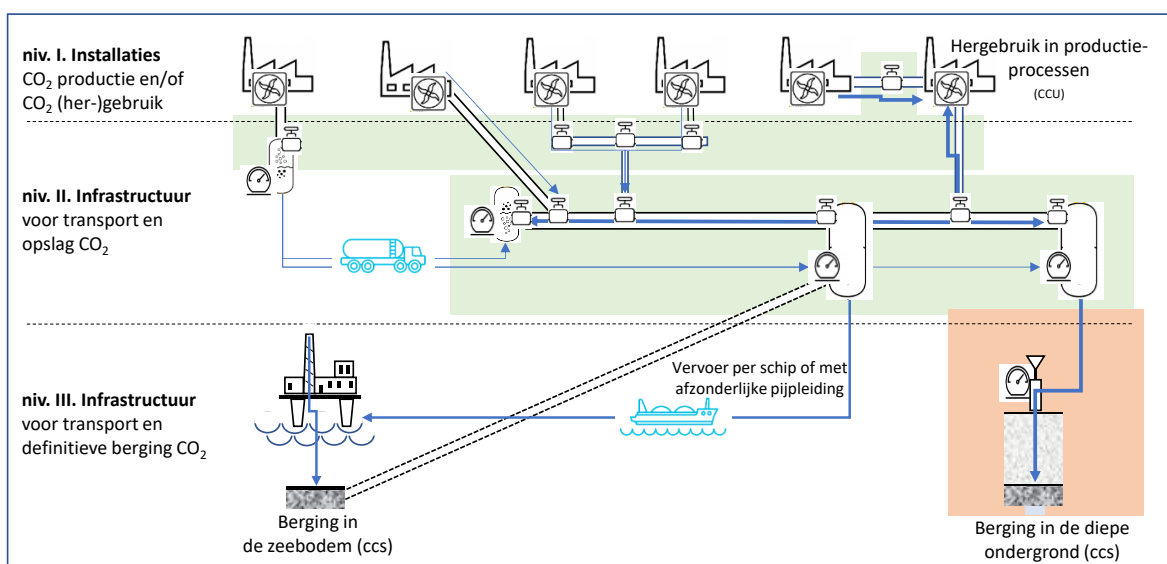 niv. I. Installaties
CO₂ productie en/of
CO₂ (her-)gebruik
Hergebruik in productie-
processen
(CCU)
niv. II. Infrastructuur
voor transport en
opslag CO₂
niv. III. Infrastructuur
voor transport en
definitieve berging CO₂
Vervoer per schip of met
afzonderlijke pijpleiding
Berging in
de zeebodem (ccs)
Berging in de diepe
ondergrond (ccs)